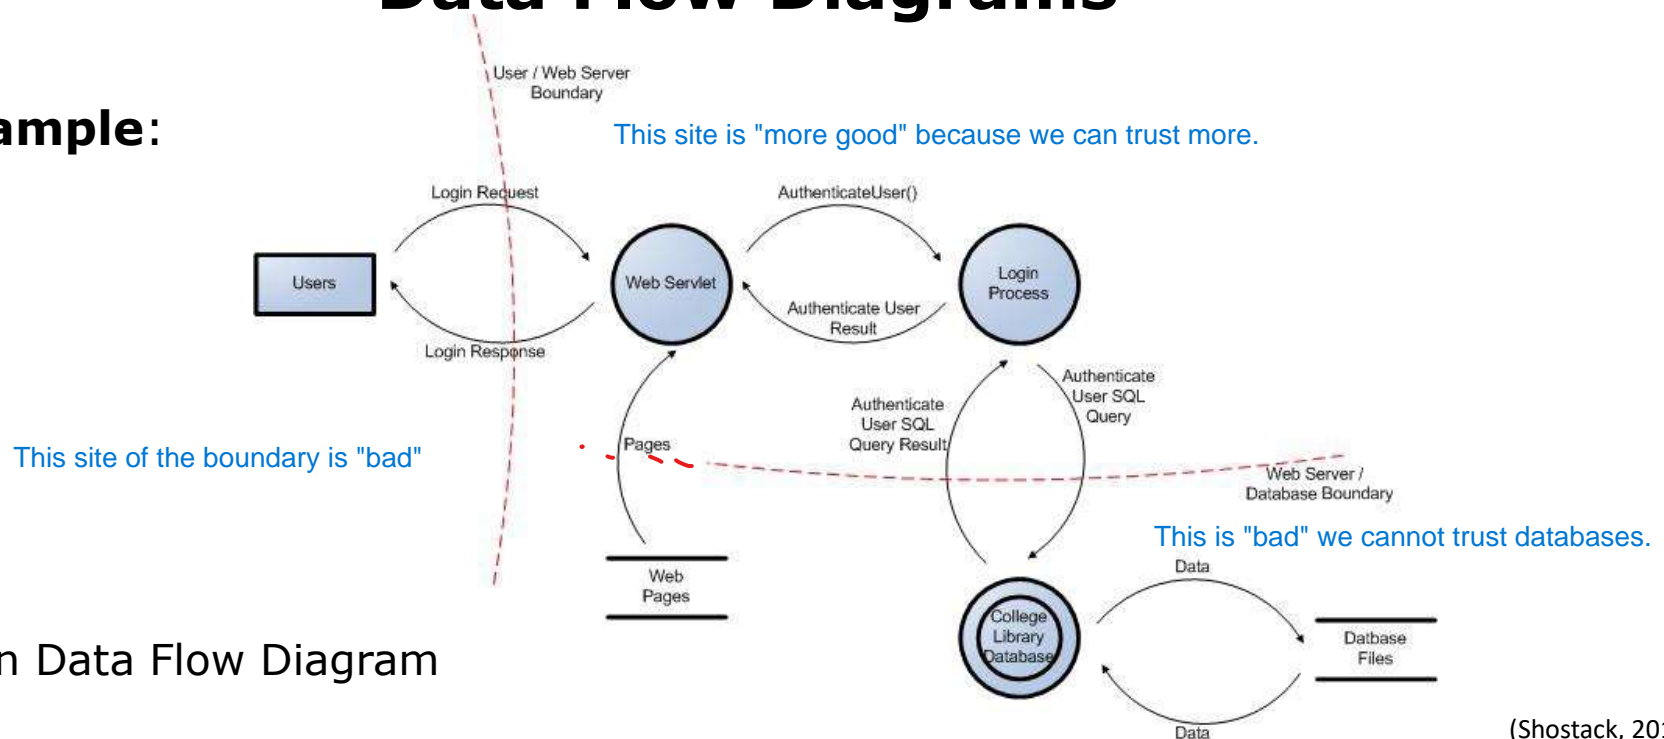 Data Flow Diagrams
User / Web Server
Boundary
ample:
This site is "more good" because we can trust more.
Login Request
AuthenticateUser()
Users
Web Servlet
Login
Process
Authenticate User
Result
Login Response
Authenticate
User SQL
Query
Authenticate
User SQL
Query Result
Pages
This site of the boundary is "bad"
Web Server /
Database Boundary
This is "bad" we cannot trust databases.
Data
Web
Pages
College
Library
Database
Datbase
Files
n Data Flow Diagram
Data
(Shostack, 201